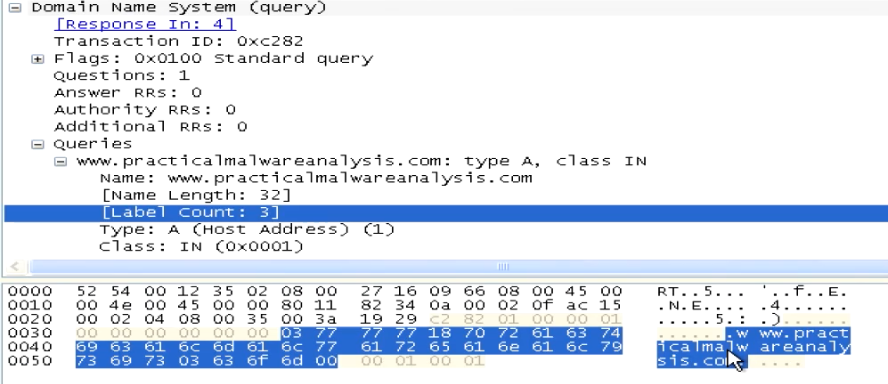 Domain Name System (query)
[Response In: 4]
Transaction ID: 0xc282
Flags: 0x0100 Standard query
Questions: 1
Answer RRs: 0
Authority RRs: 0
Additional RRs: 0
Queries
www.practicalmalwareanalysis.com: type A, class IN
Name: www.practicalmalwareanalysis.com
[Name Length: 32]
[Label Count: 3]
Type: A (Host Address) (1)
Class: IN (0x0001)
0000 52 54 00 12 35 02 08 00 27 16 09 66 08 00 45 00 RT..5... '..f..E.
0010 00 4e 00 45 00 00 80 11 82 34 0a 00 02 0f ac 15 .N.E.... .4......
0020 00 02 04 08 00 35 00 3a 19 29 c2 82 01 00 00 01 .....5.: .)......
0030 00 00 00 00 00 00 03 77 77 77 18 70 72 61 63 74 .......w ww.pract
0040 69 63 61 6c 6d 61 6c 77 61 72 65 61 6e 61 6c 79 icalmalw areanaly
0050 73 69 73 03 63 6f 6d 00 00 01 00 01 sis.co ....